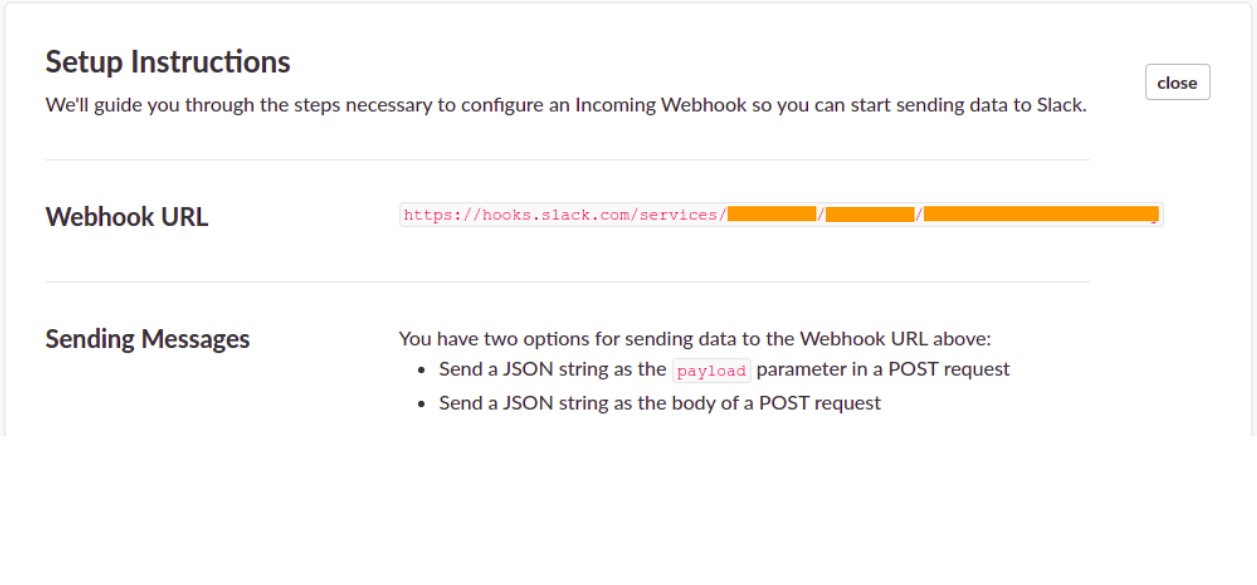 Setup Instructions
close
We'll guide you through the steps necessary to configure an Incoming Webhook so you can start sending data to Slack.
Webhook URL
https://hooks.slack.com/services/ / /
Sending Messages
You have two options for sending data to the Webhook URL above:
• Send a JSON string as the payload parameter in a POST request
• Send a JSON string as the body of a POST request